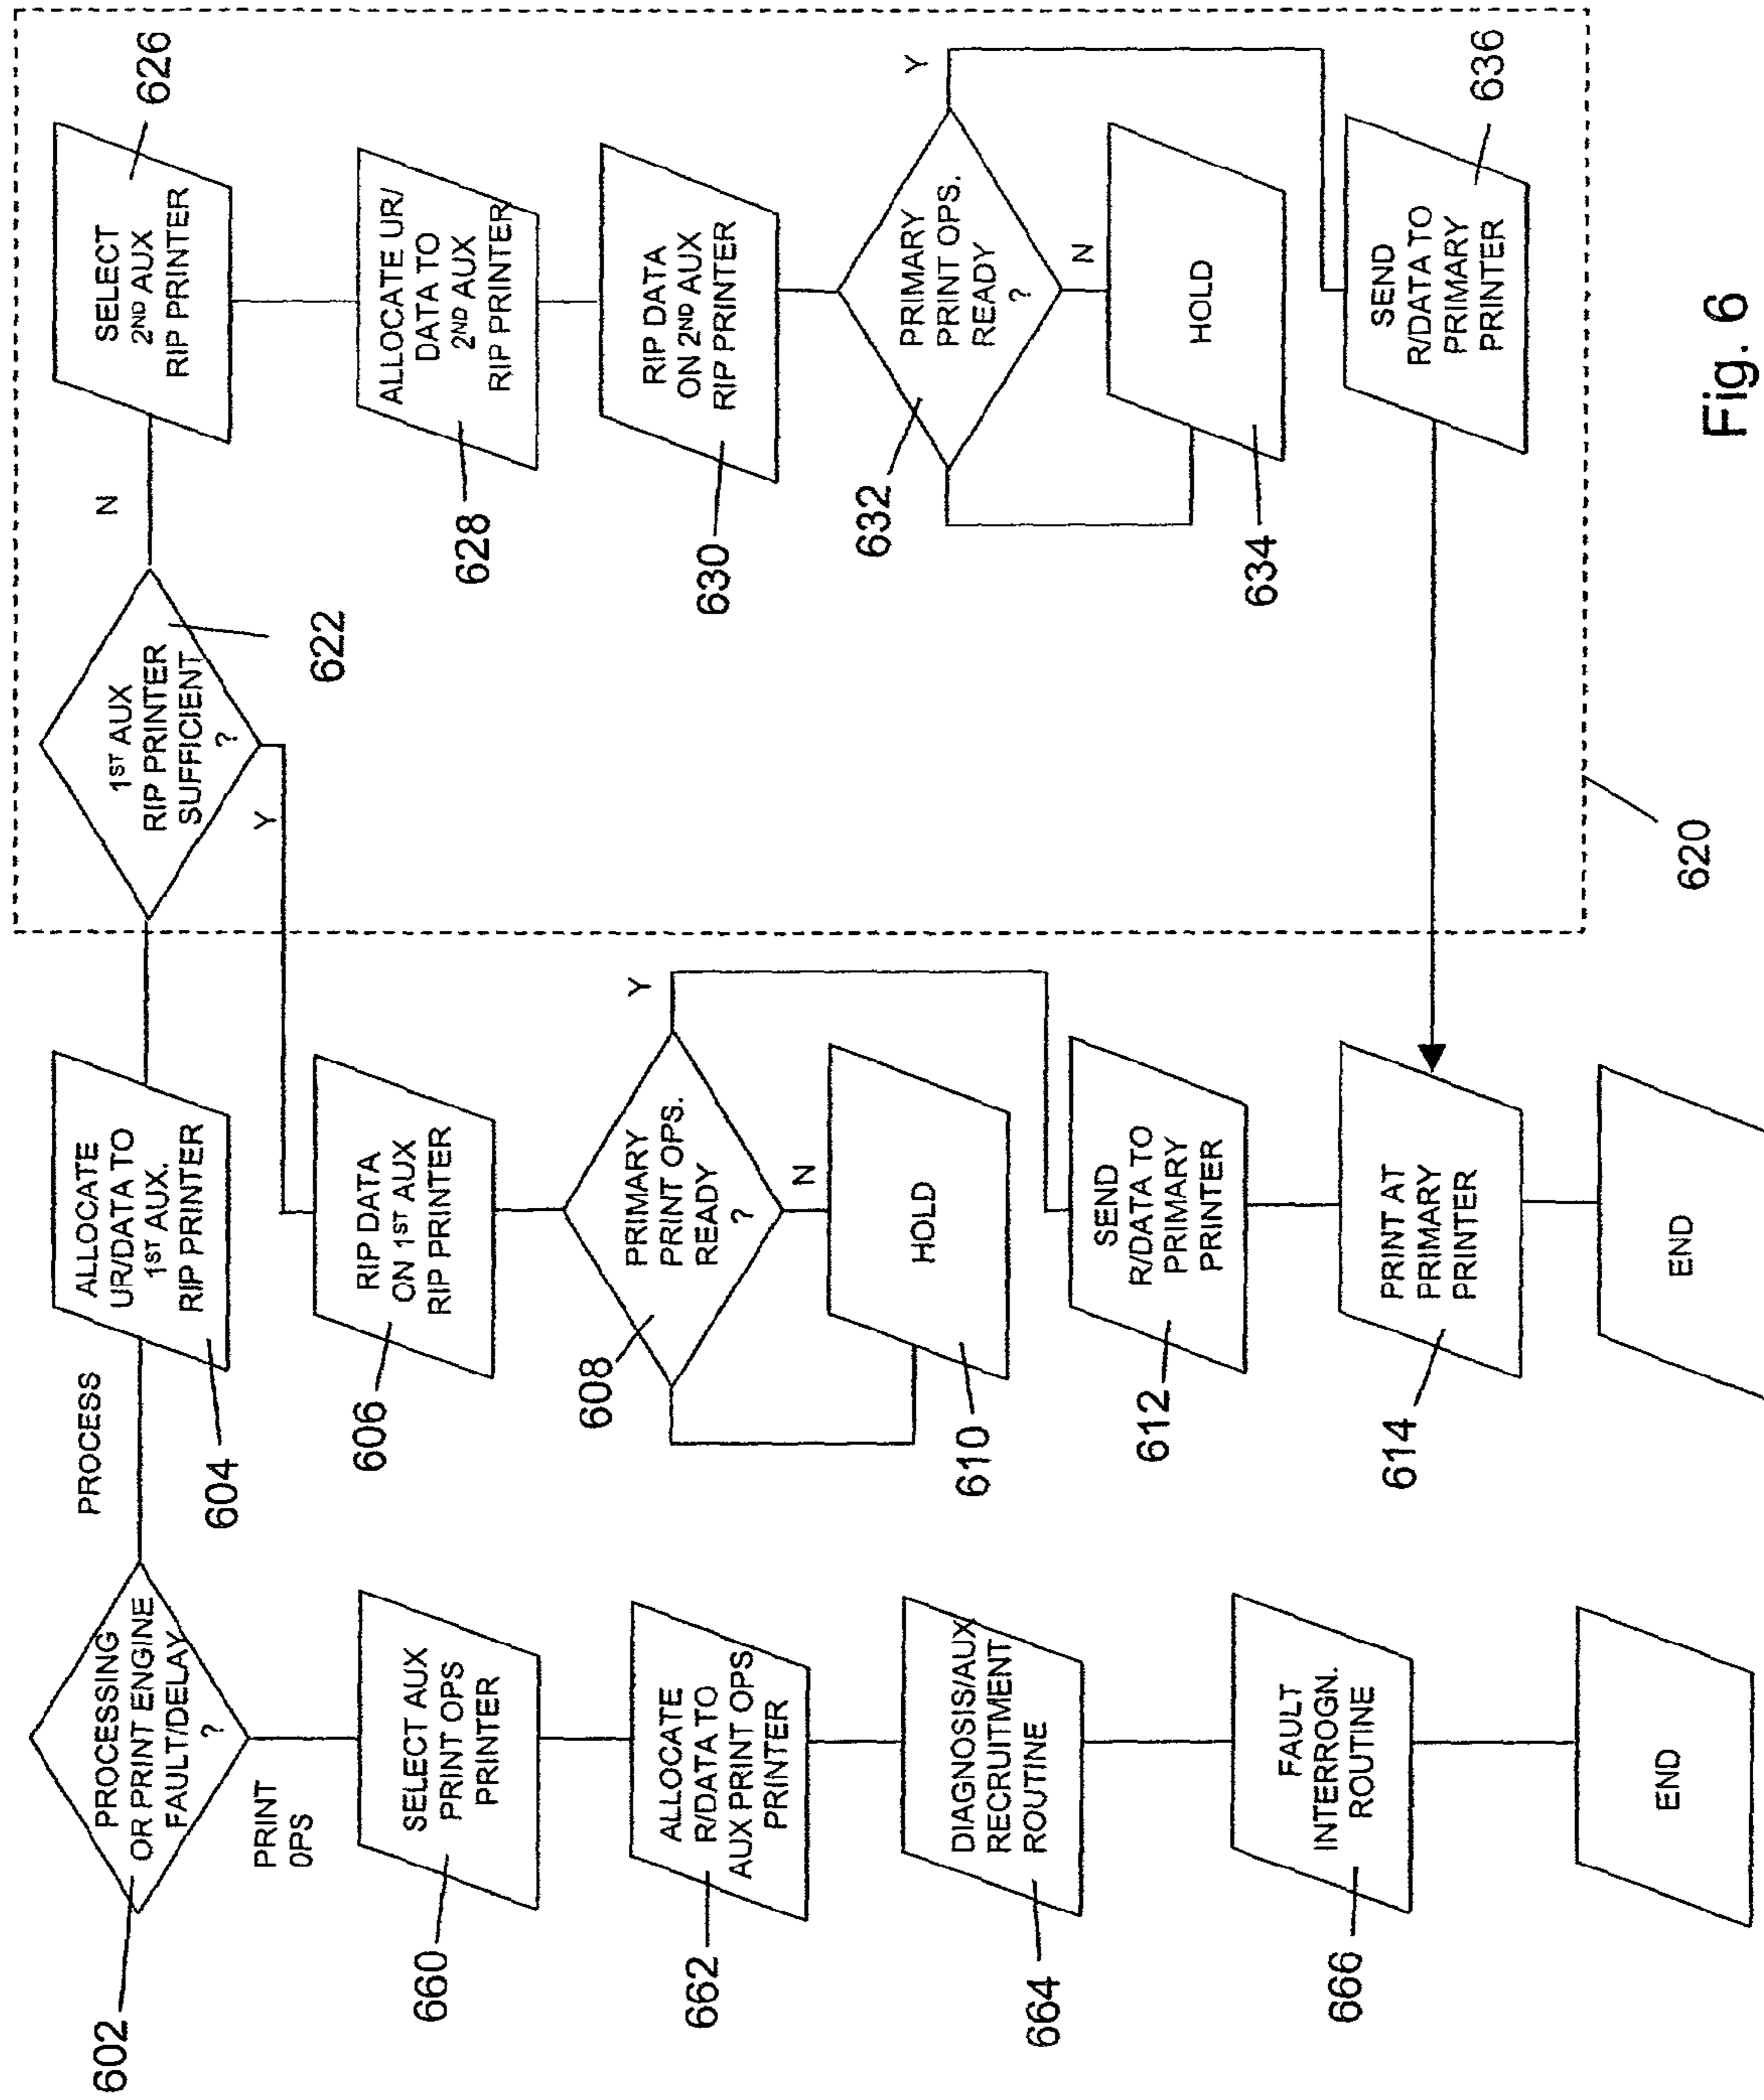 602
PROCESSING
OR PRINT ENGINE
FAULT/DELAY
?
PROCESS
PRINT
0PS
660
SELECT AUX
PRINT OPS
PRINTER
662
ALLOCATE
R/DATA TO
AUX PRINT OPS
PRINTER
664
DIAGNOSIS/AUX
RECRUITMENT
ROUTINE
666
FAULT
INTERROGN.
ROUTINE
END
604
ALLOCATE
UR/DATA TO
1ST AUX.
RIP PRINTER
606
RIP DATA
ON 1ST AUX
RIP PRINTER
608
PRIMARY
PRINT OPS.
READY
?
Y
N
610
HOLD
612
SEND
R/DATA TO
PRIMARY
PRINTER
614
PRINT AT
PRIMARY
PRINTER
END
1ST AUX
RIP PRINTER
SUFFICIENT
?
622
Y
N
SELECT
2ND AUX
RIP PRINTER
626
ALLOCATE UR/
DATA TO
2ND AUX
RIP PRINTER
628
RIP DATA
ON 2ND AUX
RIP PRINTER
630
PRIMARY
PRINT OPS.
READY
?
632
Y
N
HOLD
634
SEND
R/DATA TO
PRIMARY
PRINTER
636
620
Fig. 6